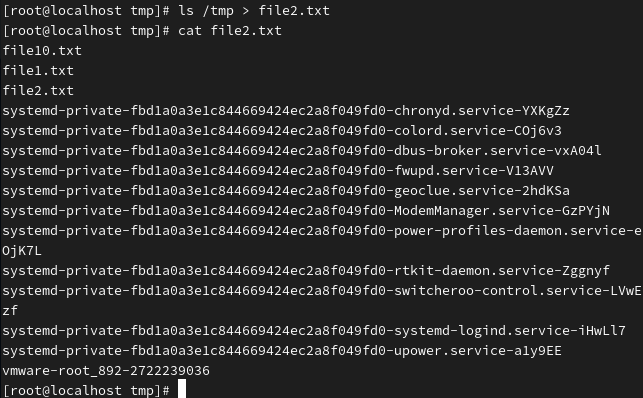 [root@localhost tmp]# ls /tmp > file2.txt
[root@localhost tmp]# cat file2.txt
file10.txt
file1.txt
file2.txt
systemd-private-fbd1a0a3e1c844669424ec2a8f049fd0-chronyd.service-YXKgZz
systemd-private-fbd1a0a3e1c844669424ec2a8f049fd0-colord.service-COj6v3
systemd-private-fbd1a0a3e1c844669424ec2a8f049fd0-dbus-broker.service-vxA04l
systemd-private-fbd1a0a3e1c844669424ec2a8f049fd0-fwupd.service-V13AVV
systemd-private-fbd1a0a3e1c844669424ec2a8f049fd0-geoclue.service-2hdKSa
systemd-private-fbd1a0a3e1c844669424ec2a8f049fd0-ModemManager.service-GzPYjN
systemd-private-fbd1a0a3e1c844669424ec2a8f049fd0-power-profiles-daemon.service-e
OjK7L
systemd-private-fbd1a0a3e1c844669424ec2a8f049fd0-rtkit-daemon.service-Zggnyf
systemd-private-fbd1a0a3e1c844669424ec2a8f049fd0-switcheroo-control.service-LVwE
zf
systemd-private-fbd1a0a3e1c844669424ec2a8f049fd0-systemd-logind.service-iHwLl7
systemd-private-fbd1a0a3e1c844669424ec2a8f049fd0-upower.service-a1y9EE
vmware-root_892-2722239036
[root@localhost tmp]#